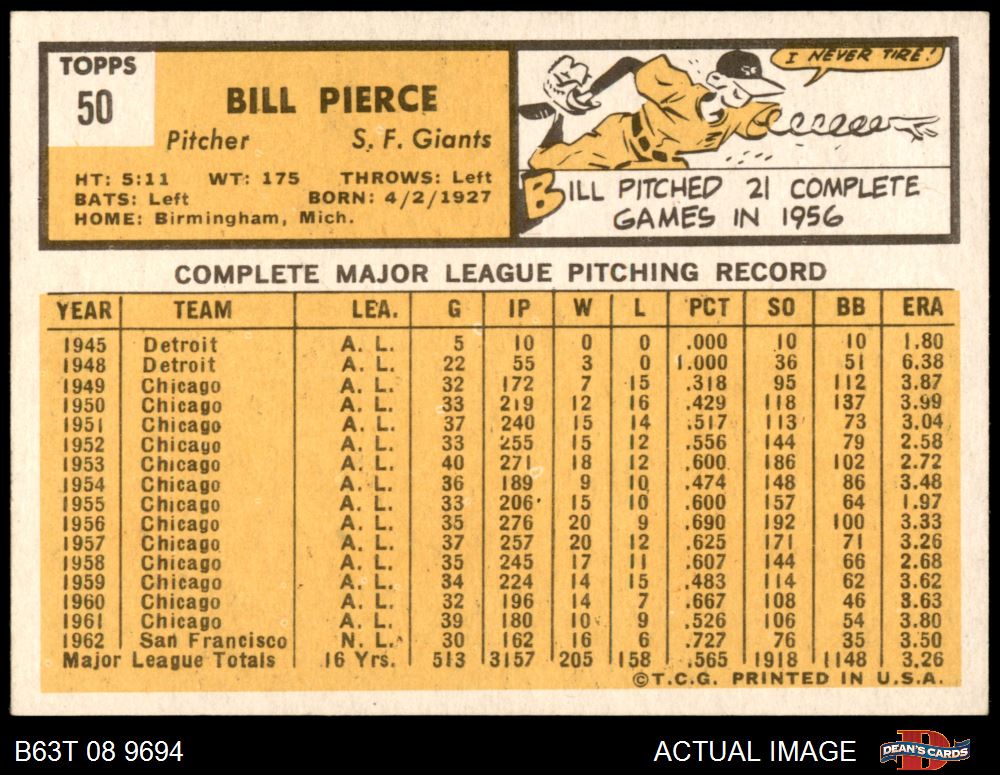 TOPPS
50
BILL PIERCE
Pitcher S. F. Giants
HT: 5:11 WT: 175 THROWS: Left
BATS: Left BORN: 4/2/1927
HOME: Birmingham, Mich.
I NEVER TIRE!
BILL PITCHED 21 COMPLETE
GAMES IN 1956
COMPLETE MAJOR LEAGUE PITCHING RECORD
YEAR TEAM LEA. G IP W L PCT SO BB ERA
1945 Detroit A. L. 5 10 0 0 .000 10 10 1.80
1948 Detroit A. L. 22 55 3 0 1.000 36 51 6.38
1949 Chicago A. L. 32 172 7 15 .318 95 112 3.87
1950 Chicago A. L. 33 219 12 16 .429 118 137 3.99
1951 Chicago A. L. 37 240 15 14 .517 113 73 3.04
1952 Chicago A. L. 33 255 15 12 .556 144 79 2.58
1953 Chicago A. L. 40 271 18 12 .600 186 102 2.72
1954 Chicago A. L. 36 189 9 10 .474 148 86 3.48
1955 Chicago A. L. 33 206 15 10 .600 157 64 1.97
1956 Chicago A. L. 35 276 20 9 .690 192 100 3.33
1957 Chicago A. L. 37 257 20 12 .625 171 71 3.26
1958 Chicago A. L. 35 245 17 11 .607 144 66 2.68
1959 Chicago A. L. 34 224 14 15 .483 114 62 3.62
1960 Chicago A. L. 32 196 14 7 .667 108 46 3.63
1961 Chicago A. L. 39 180 10 9 .526 106 54 3.80
1962 San Francisco N. L. 30 162 16 6 .727 76 35 3.50
Major League Totals 16 Yrs. 513 3157 205 158 .565 1918 1148 3.26
©T.C.G. PRINTED IN U.S.A.
B63T 08 9694 ACTUAL IMAGE DEAN'S CARDS